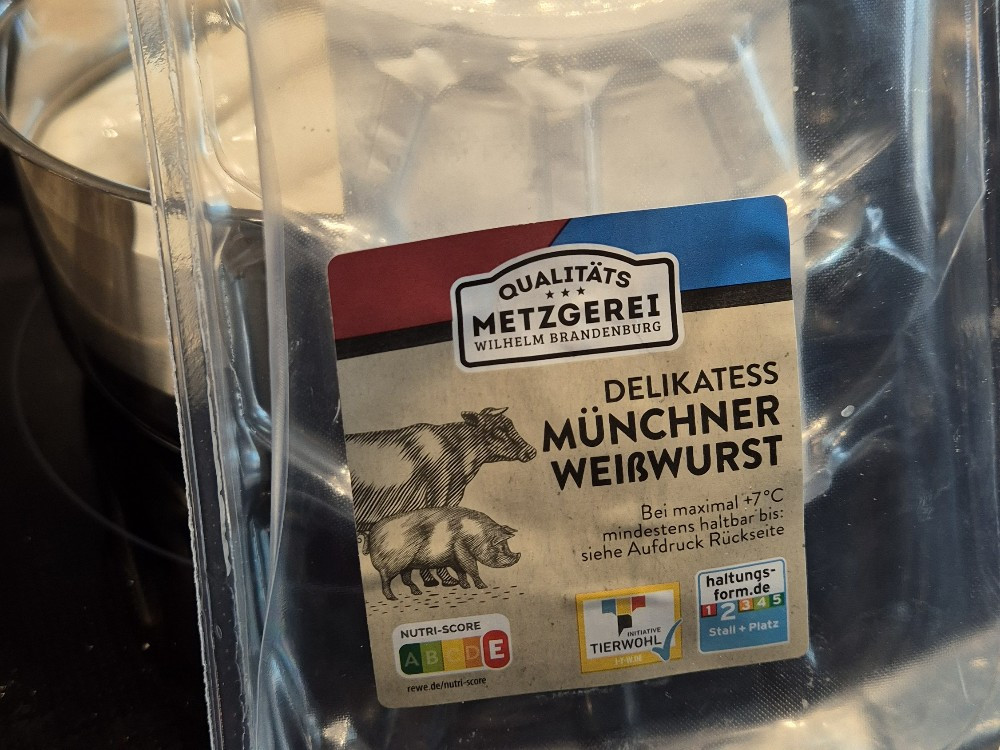 QUALITÄTS
METZGEREI
WILHELM BRANDENBURG
DELIKATESS
MÜNCHNER
WEIßWURST
Bei maximal +7°C
mindestens haltbar bis:
siehe Aufdruck Rückseite
NUTRI-SCORE
A B C D E
rewe.de/nutri-score
INITIATIVE
TIERWOHL
haltungs-
form.de
1 2 3 4 5
Stall + Platz